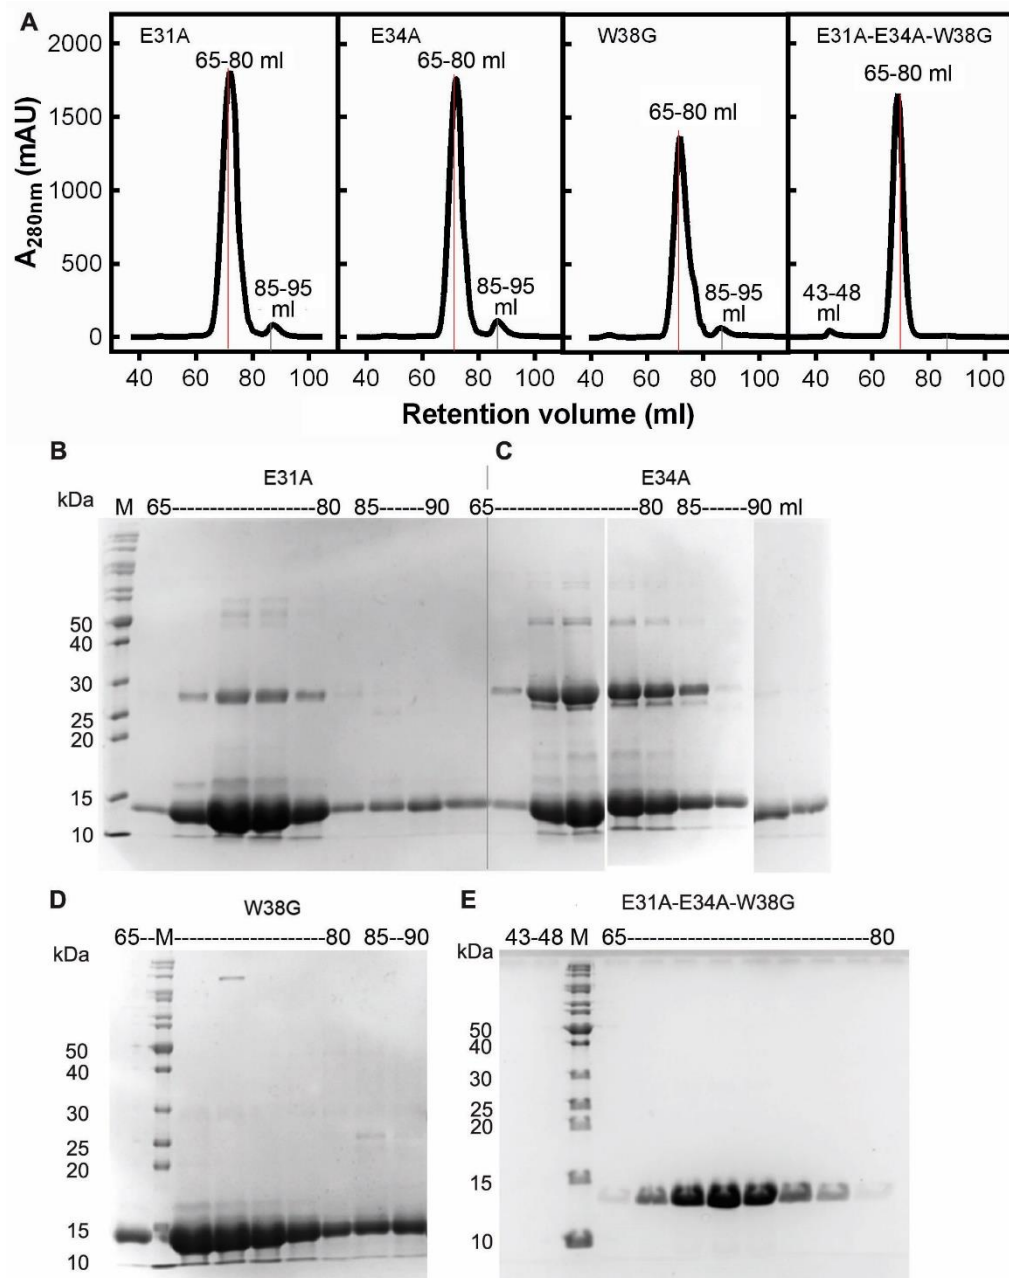 A
E31A
E34A
W38G
E31A-E34A-W38G
65-80 ml
65-80 ml
65-80 ml
65-80 ml
85-95 ml
85-95 ml
85-95 ml
43-48 ml
2000
1500
1000
500
0
A280nm (mAU)
40 60 80 100
40 60 80 100
40 60 80 100
40 60 80 100
Retention volume (ml)
B
C
E31A
E34A
kDa
M 65-------------------80 85------90
65-------------------80 85------90 ml
50
40
30
25
20
15
10
D
W38G
65--M--------------------80 85--90
kDa
50
40
30
25
20
15
10
E
E31A-E34A-W38G
43-48 M 65--------------------------------80
kDa
50
40
30
25
20
15
10